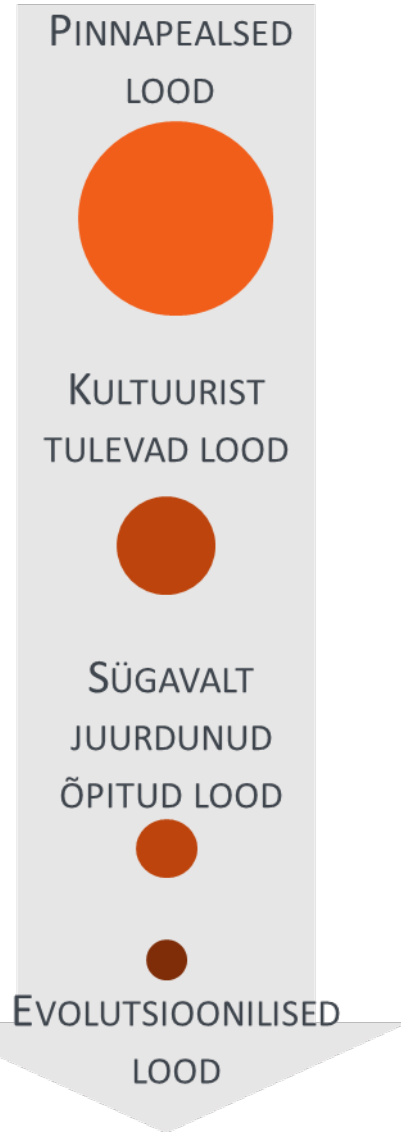 PINNAPEALSED
LOOD
KULTUURIST
TULEVAD LOOD
SÜGAVALT
JUURDUNUD
ÕPITUD LOOD
EVOLUTSIOONILISED
LOOD